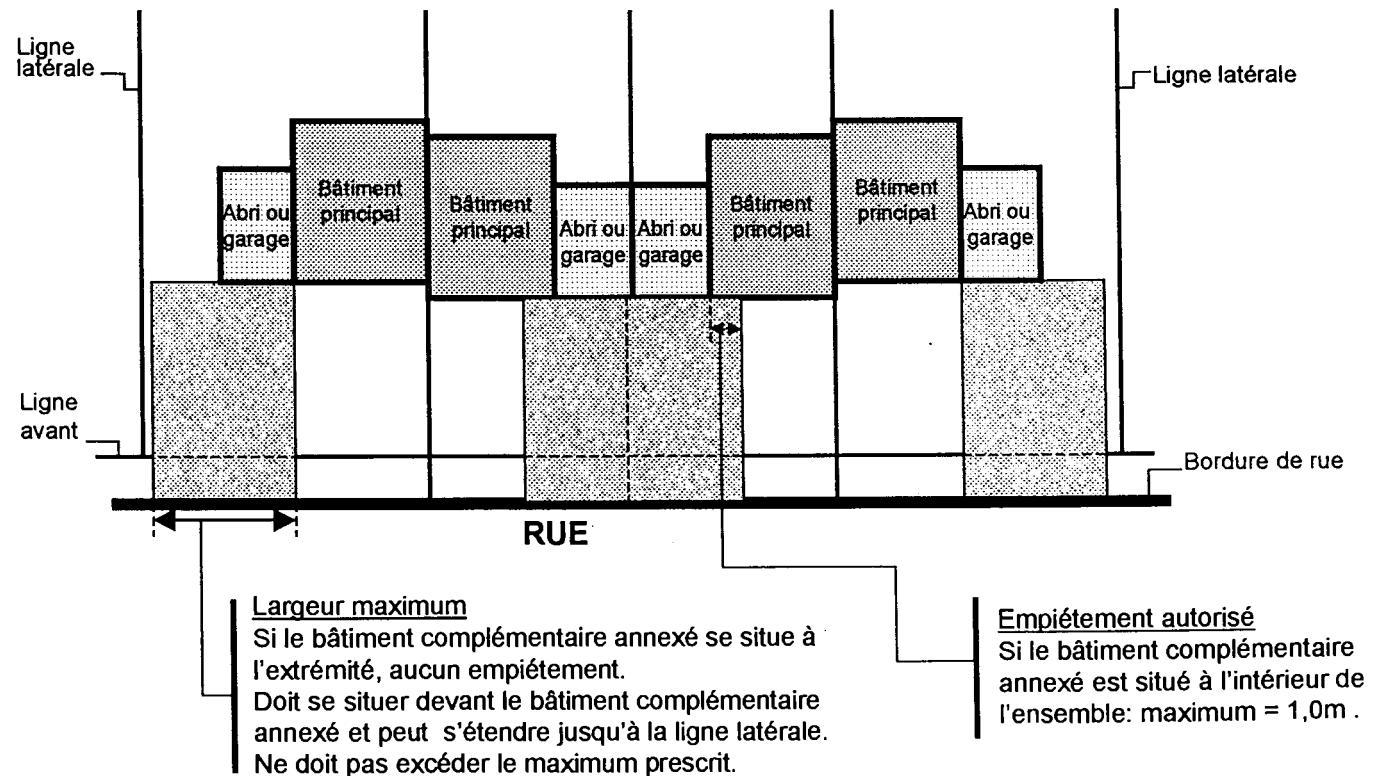 Ligne
latérale
Ligne latérale
Bâtiment
principal
Bâtiment
principal
Abri ou
garage
Bâtiment
principal
Abri ou
garage
Abri ou
garage
Bâtiment
principal
Abri ou
garage
Ligne
avant
Bordure de rue
RUE
Largeur maximum
Si le bâtiment complémentaire annexé se situe à
l'extrémité, aucun empiétement.
Doit se situer devant le bâtiment complémentaire
annexé et peut s'étendre jusqu'à la ligne latérale.
Ne doit pas excéder le maximum prescrit.
Empiétement autorisé
Si le bâtiment complémentaire
annexé est situé à l'intérieur de
l'ensemble: maximum = 1,0m .